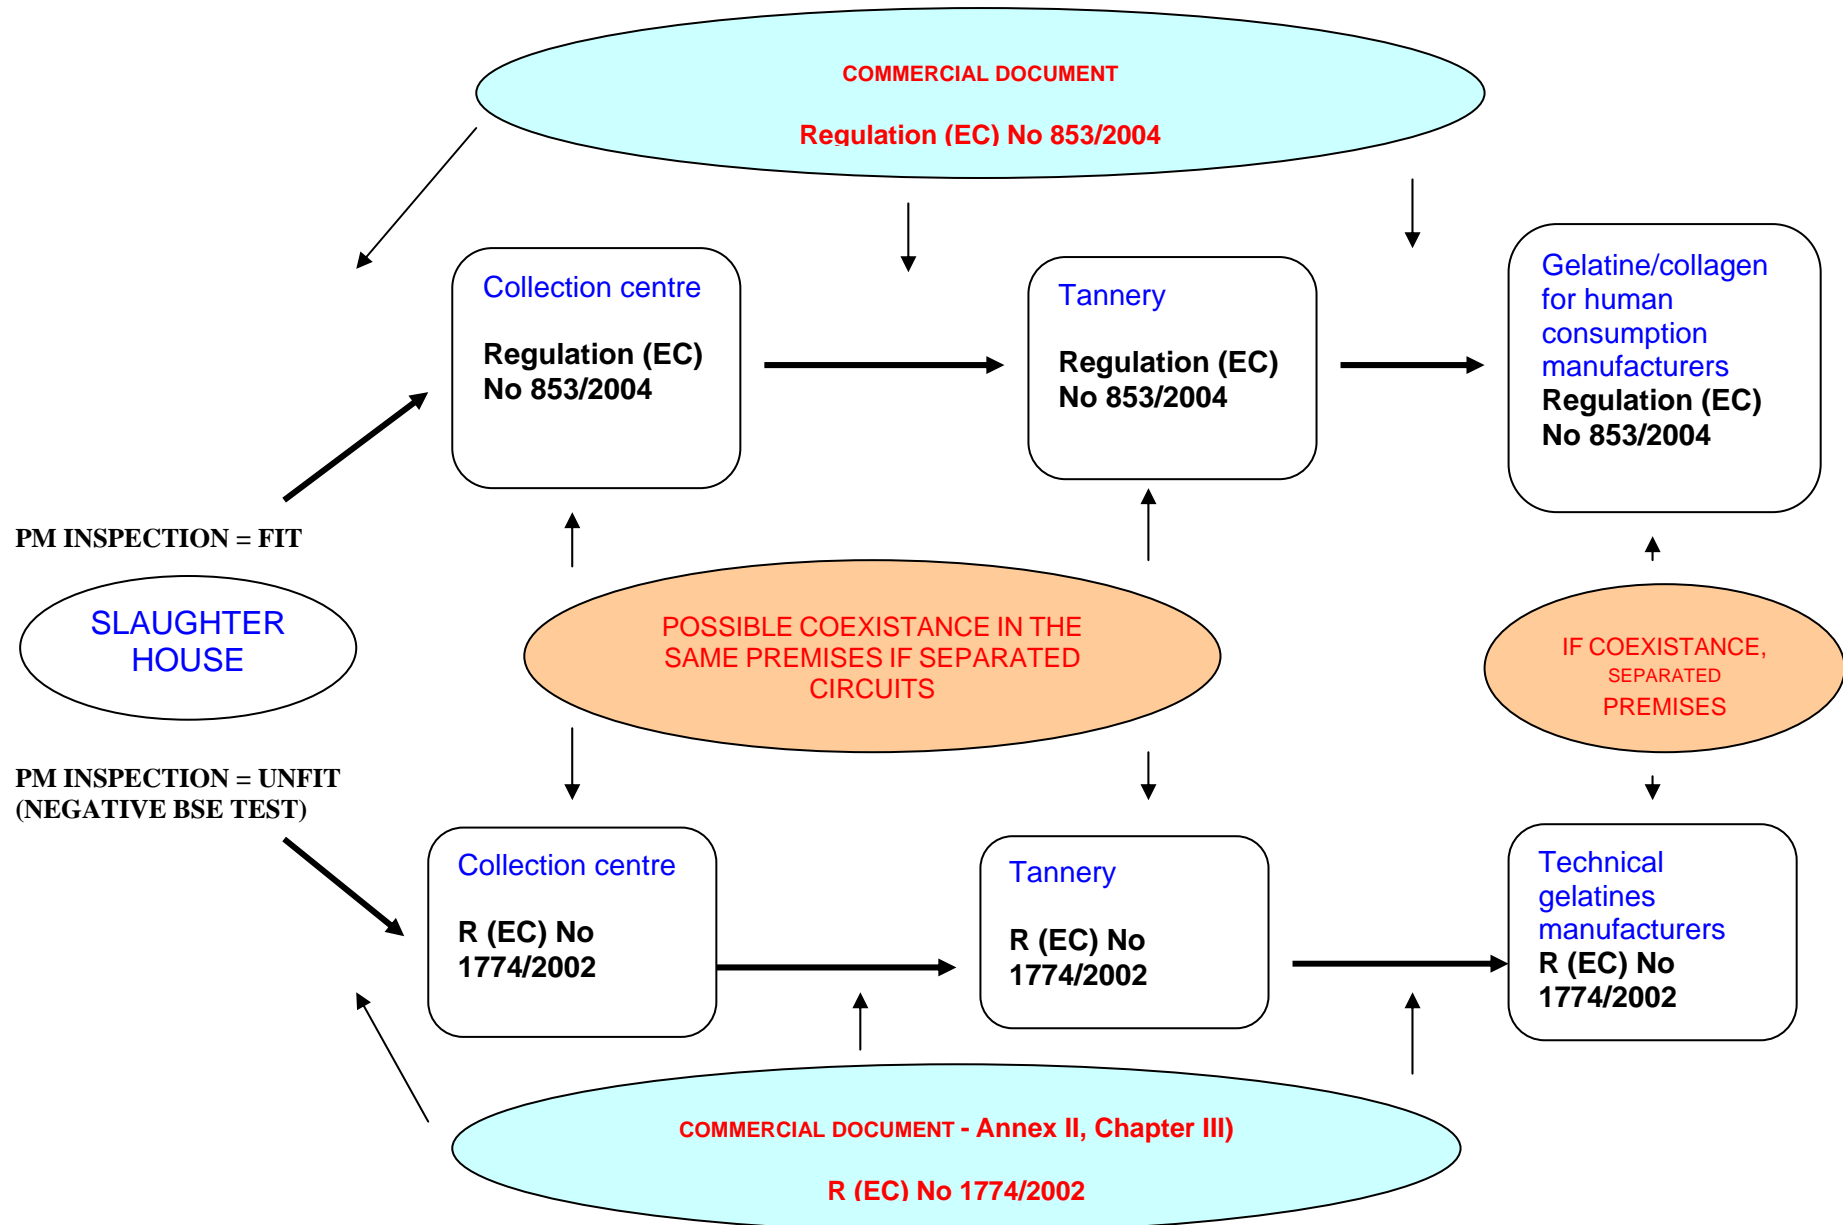 COMMERCIAL DOCUMENT
Regulation (EC) No 853/2004
Collection centre
Regulation (EC)
No 853/2004
Tannery
Regulation (EC)
No 853/2004
Gelatine/collagen
for human
consumption
manufacturers
Regulation (EC)
No 853/2004
PM INSPECTION = FIT
SLAUGHTER
HOUSE
POSSIBLE COEXISTANCE IN THE
SAME PREMISES IF SEPARATED
CIRCUITS
IF COEXISTANCE,
SEPARATED
PREMISES
PM INSPECTION = UNFIT
(NEGATIVE BSE TEST)
Collection centre
R (EC) No
1774/2002
Tannery
R (EC) No
1774/2002
Technical
gelatines
manufacturers
R (EC) No
1774/2002
COMMERCIAL DOCUMENT - Annex II, Chapter III)
R (EC) No 1774/2002